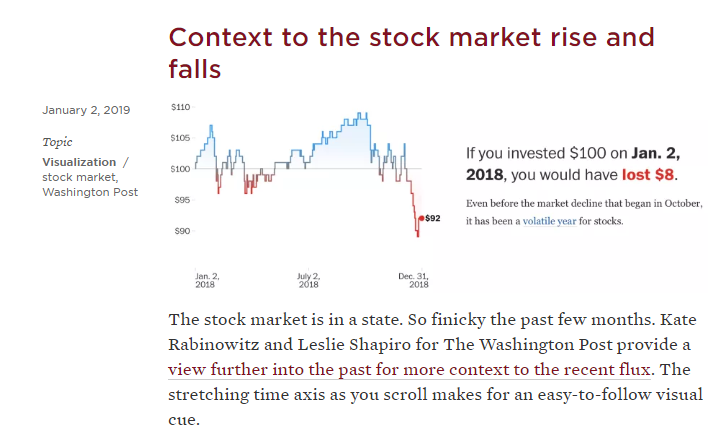 Context to the stock market rise and
falls
January 2, 2019
Topic
Visualization /
stock market,
Washington Post
$110
$105
$100
$95
$90
$92
Jan. 2,
2018
July 2,
2018
Dec. 31,
2018
If you invested $100 on Jan. 2,
2018, you would have lost $8.
Even before the market decline that began in October,
it has been a volatile year for stocks.
The stock market is in a state. So finicky the past few months. Kate
Rabinowitz and Leslie Shapiro for The Washington Post provide a
view further into the past for more context to the recent flux. The
stretching time axis as you scroll makes for an easy-to-follow visual
cue.